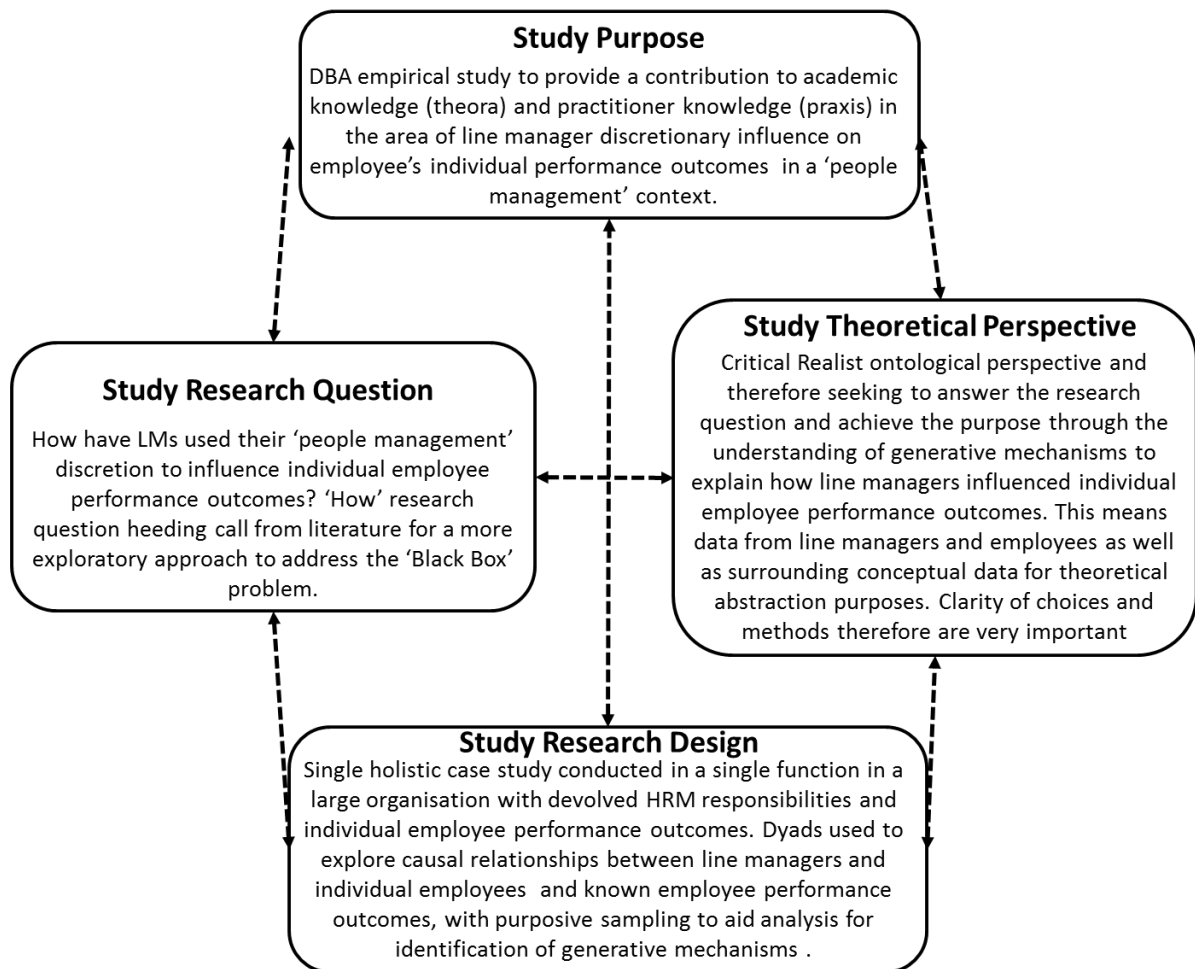 Study Purpose
DBA empirical study to provide a contribution to academic
knowledge (theora) and practitioner knowledge (praxis) in
the area of line manager discretionary influence on
employee's individual performance outcomes in a 'people
management' context.
Study Theoretical Perspective
Critical Realist ontological perspective and
therefore seeking to answer the research
question and achieve the purpose through the
understanding of generative mechanisms to
explain how line managers influenced individual
employee performance outcomes. This means
data from line managers and employees as well
as surrounding conceptual data for theoretical
abstraction purposes. Clarity of choices and
methods therefore are very important
Study Research Question
How have LMs used their 'people management'
discretion to influence individual employee
performance outcomes? 'How' research
question heeding call from literature for a more
exploratory approach to address the 'Black Box'
problem.
Study Research Design
Single holistic case study conducted in a single function in a
large organisation with devolved HRM responsibilities and
individual employee performance outcomes. Dyads used to
explore causal relationships between line managers and
individual employees and known employee performance
outcomes, with purposive sampling to aid analysis for
identification of generative mechanisms .